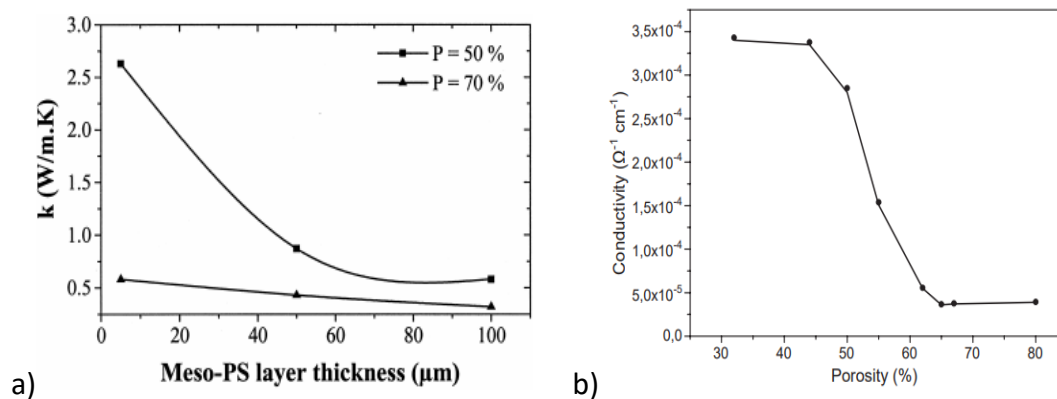 3.0
2.5
2.0
1.5
1.0
0.5
k (W/m.K)
P = 50 %
P = 70 %
0 20 40 60 80 100
Meso-PS layer thickness (µm)
a)
3,5x10⁻⁴
3,0x10⁻⁴
2,5x10⁻⁴
2,0x10⁻⁴
1,5x10⁻⁴
1,0x10⁻⁴
5,0x10⁻⁵
0,0
Conductivity (Ω⁻¹ cm⁻¹)
30 40 50 60 70 80
Porosity (%)
b)